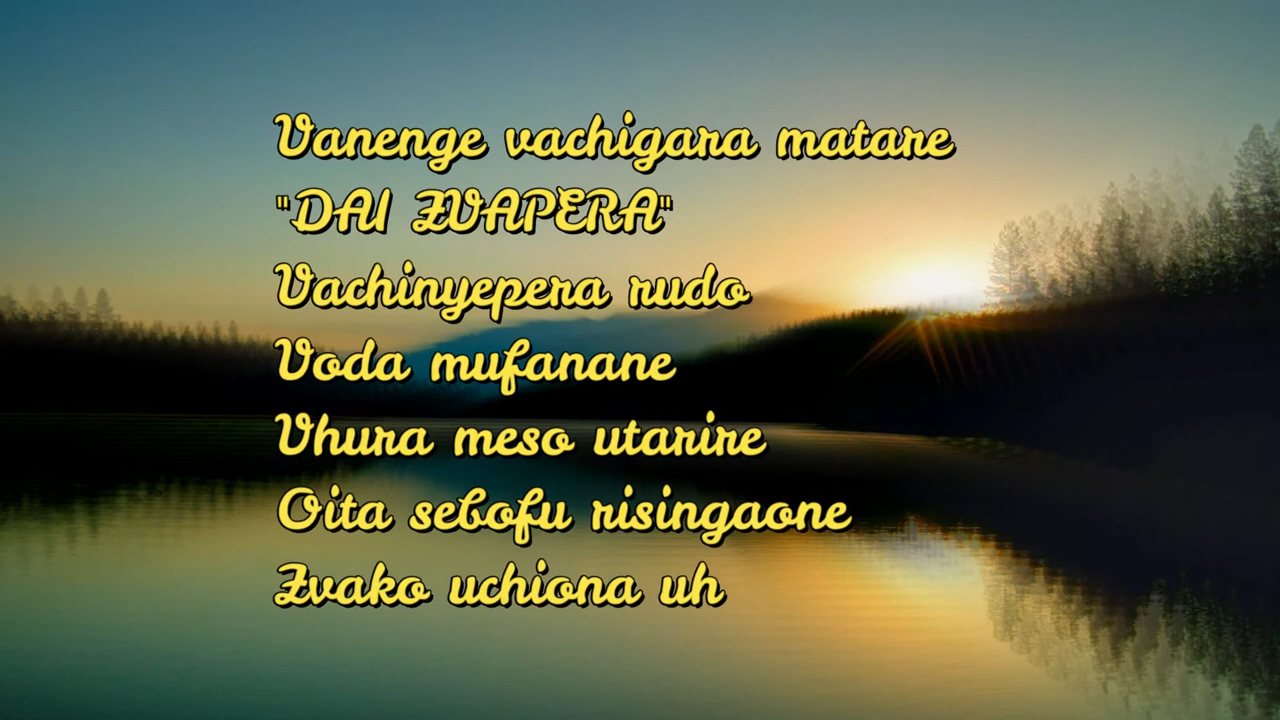 Vanenge vachigara matare
"DAI ZVAPERA"
Vachinyepera rudo
Voda mufanane
Vhura meso utarire
Oita sebofu risingaone
Zvako uchiona uh